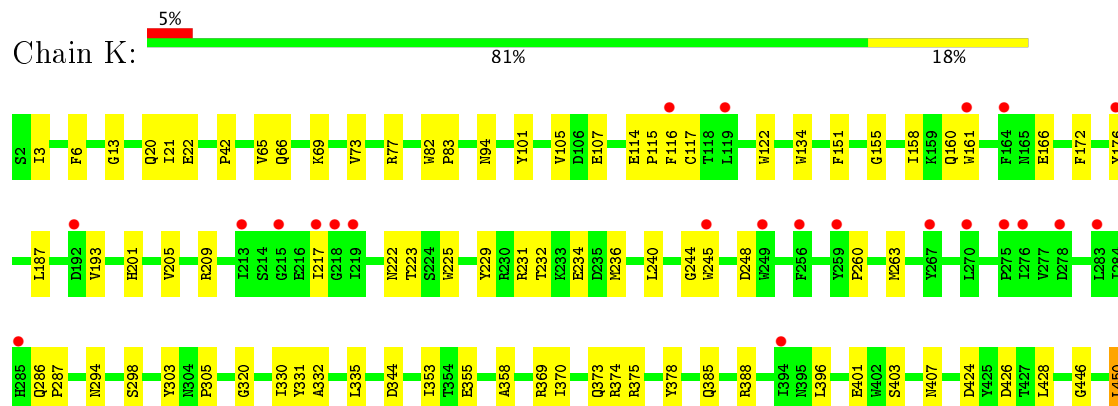 5%
Chain K:
81% 18%
S2 I3 F6 G13 Q20 I21 E22 P42 V65 Q66 K69 V73 R77 W82 P83 N94 Y101 V105 D106 E107 E114 P115 F116 C117 T118 L119 W122 W134 F151 G155 I158 K159 Q160 W161 F164 N165 E166 F172
L187 D192 V193 H201 V205 R209 I213 S214 G215 E216 I217 G218 I219 N222 T223 S224 W225 Y229 R230 R231 T232 K233 E234 D235 M236 L240 G244 W245 D248 W249 F256 Y259 P260 M263 Y267 L270 P275 I276 V277 D278 L283
H285 Q286 P287 N294 S298 Y303 N304 P305 G320 I330 Y331 A332 L335 D344 I353 T354 E355 A358 R369 I370 Q373 R374 R375 Y378 Q385 R388 I394 N395 L396 E401 W402 S403 N407 D424 Y425 D426 T427 L428 G446